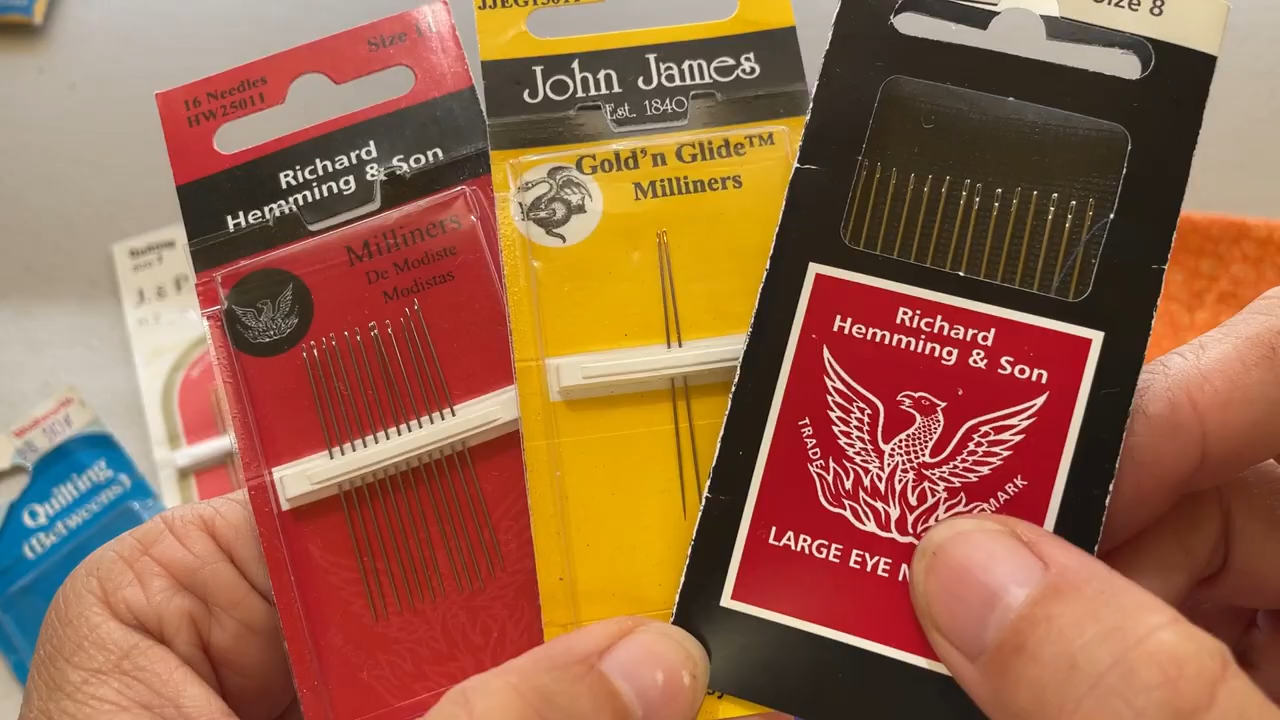 16 Needles
HW25011
Size
Richard
Hemming & Son
Milliners
De Modiste
Modistas
John James
Est. 1840
Gold'n Glide™
Milliners
Size 8
Richard
Hemming & Son
TRADE
MARK
LARGE EYE
Quilting
(Betweens)